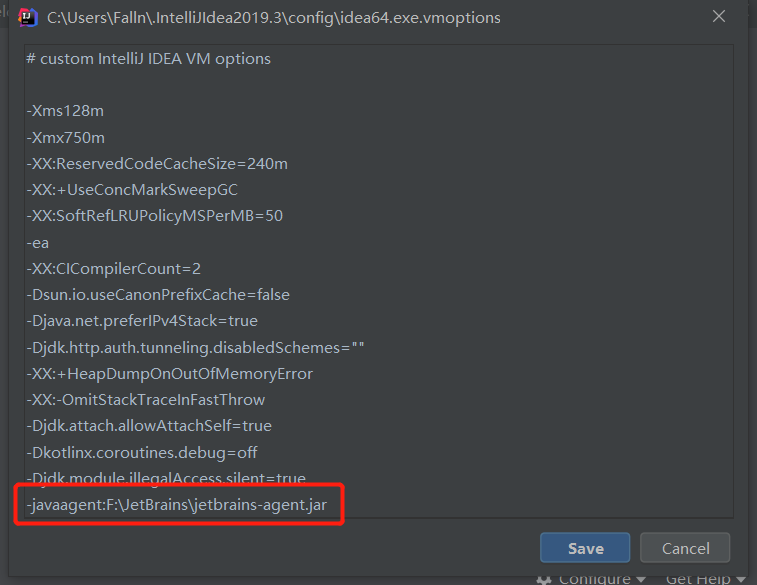 C:\Users\Falln\.IntelliJIdea2019.3\config\idea64.exe.vmoptions
# custom IntelliJ IDEA VM options
-Xms128m
-Xmx750m
-XX:ReservedCodeCacheSize=240m
-XX:+UseConcMarkSweepGC
-XX:SoftRefLRUPolicyMSPerMB=50
-ea
-XX:CICompilerCount=2
-Dsun.io.useCanonPrefixCache=false
-Djava.net.preferIPv4Stack=true
-Djdk.http.auth.tunneling.disabledSchemes=""
-XX:+HeapDumpOnOutOfMemoryError
-XX:-OmitStackTraceInFastThrow
-Djdk.attach.allowAttachSelf=true
-Dkotlinx.coroutines.debug=off
-Djdk.module.illegalAccess.silent=true
-javaagent:F:\JetBrains\jetbrains-agent.jar
Save Cancel
Configure Get Help